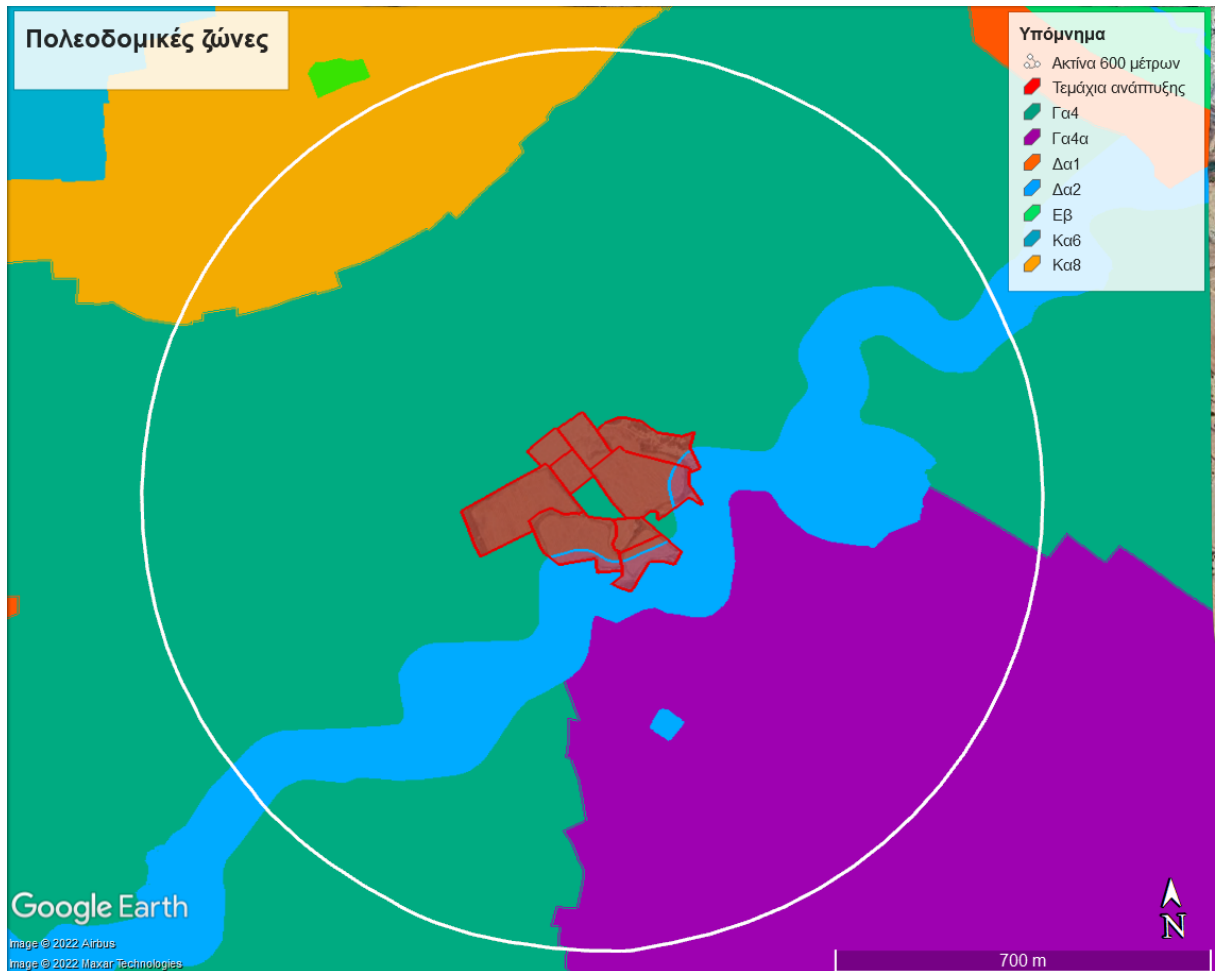 Πολεοδομικές ζώνες
Υπόμνημα
Ακτίνα 600 μέτρων
Τεμάχια ανάπτυξης
Γα4
Γα4α
Δα1
Δα2
Εβ
Κα6
Κα8
Google Earth
Image © 2022 Airbus
Image © 2022 Maxar Technologies
N
700 m